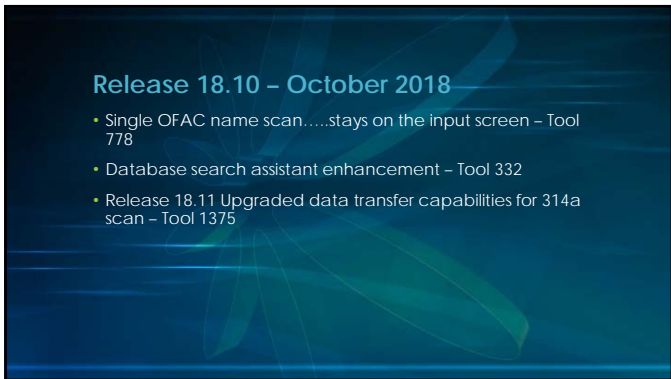 Release 18.10 – October 2018
• Single OFAC name scan…..stays on the input screen – Tool
778
• Database search assistant enhancement – Tool 332
• Release 18.11 Upgraded data transfer capabilities for 314a
scan – Tool 1375